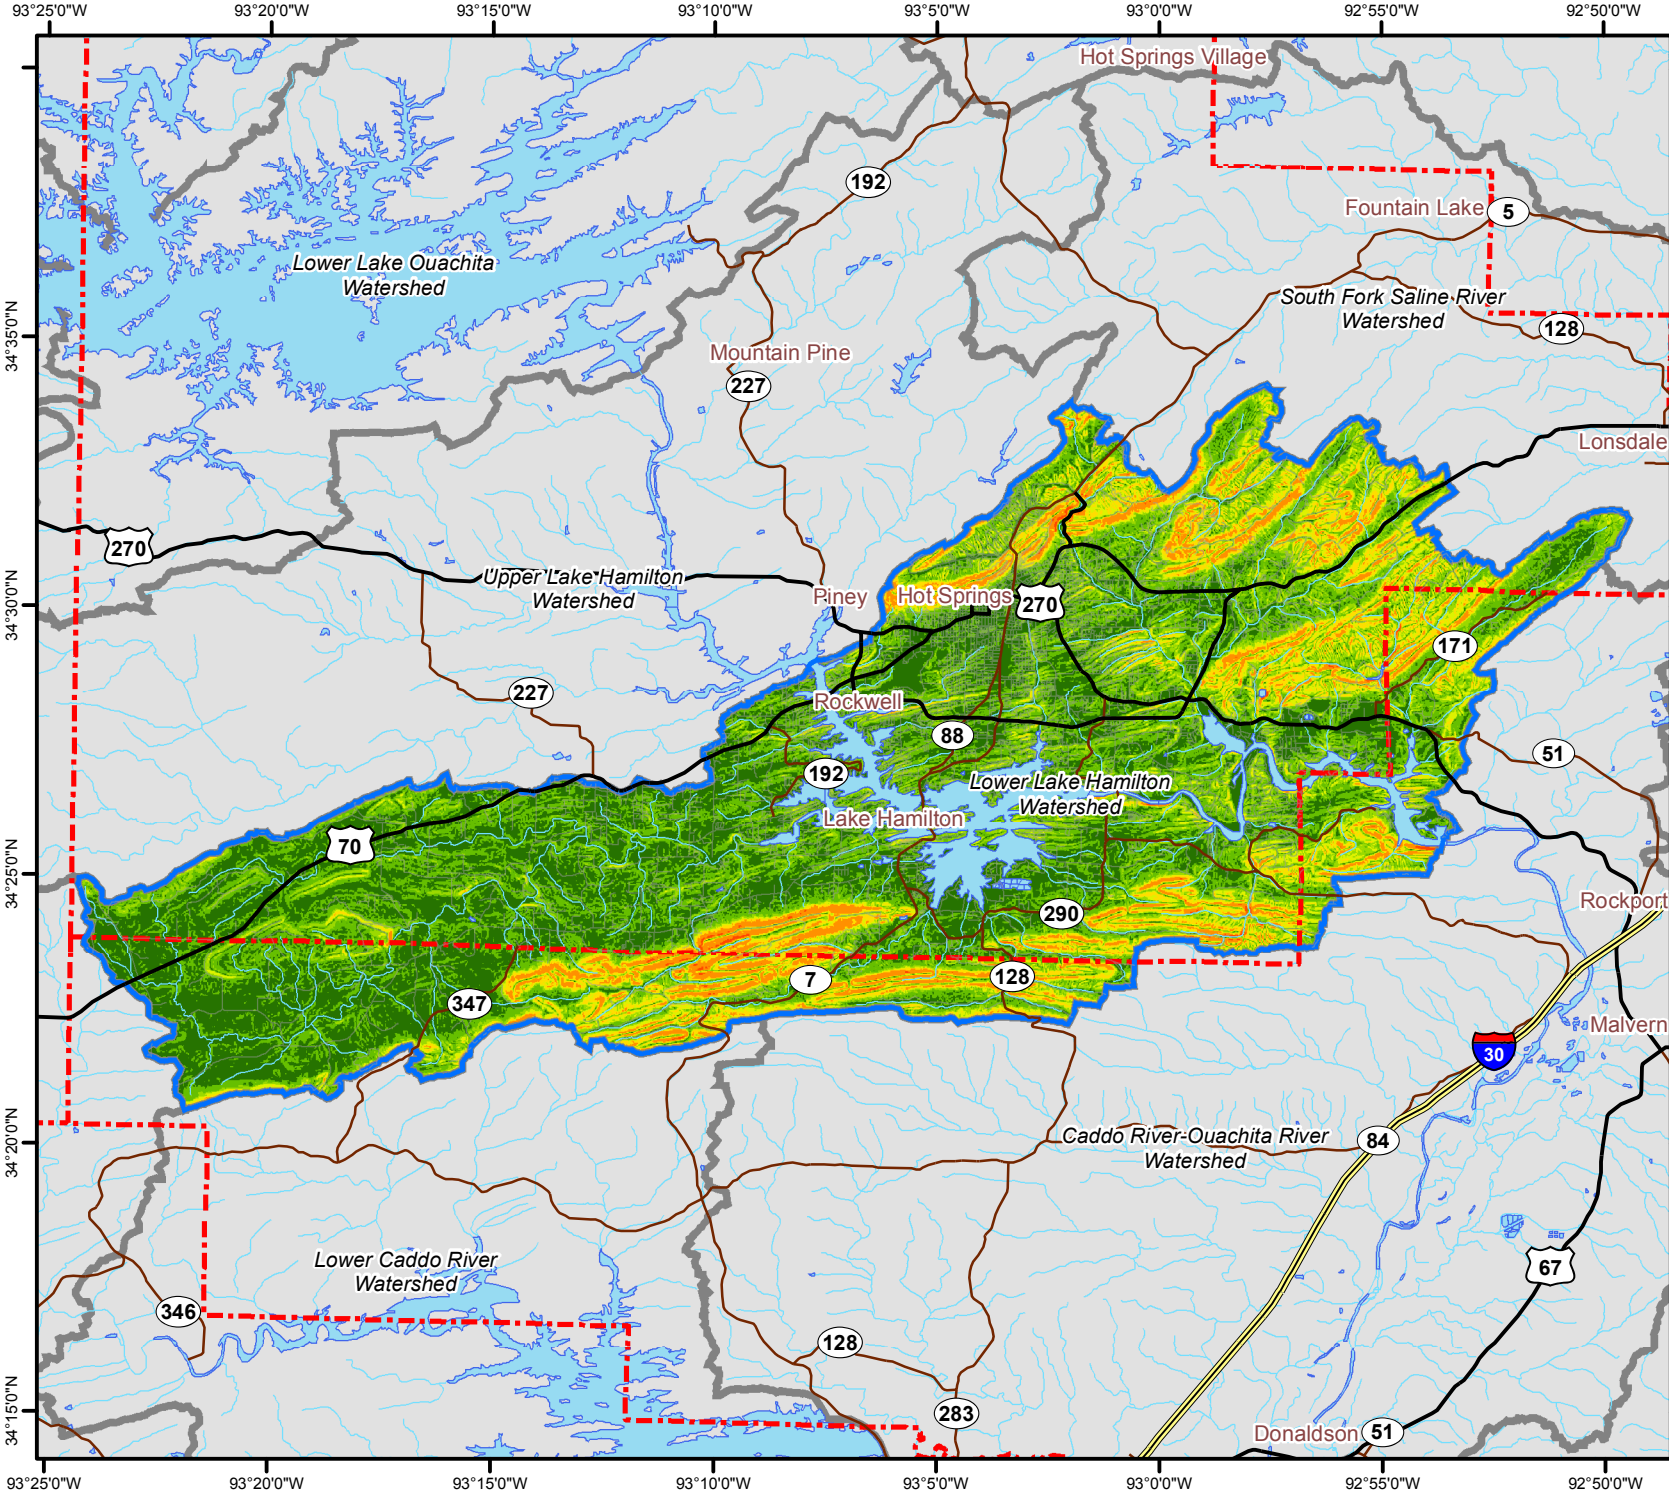 93°25'0"W
93°20'0"W
93°15'0"W
93°10'0"W
93°5'0"W
93°0'0"W
92°55'0"W
92°50'0"W
Hot Springs Village
192
Fountain Lake
5
Lower Lake Ouachita
Watershed
South Fork Saline River
Watershed
128
34°35'0"N
Mountain Pine
227
Lonsdale
270
Upper Lake Hamilton
Watershed
Piney
Hot Springs
270
34°30'0"N
171
227
Rockwell
88
51
192
Lower Lake Hamilton
Watershed
Lake Hamilton
70
34°25'0"N
Rockport
290
7
128
347
Malvern
30
34°20'0"N
Caddo River-Ouachita River
Watershed
84
Lower Caddo River
Watershed
67
346
128
34°15'0"N
283
Donaldson
51
93°25'0"W
93°20'0"W
93°15'0"W
93°10'0"W
93°5'0"W
93°0'0"W
92°55'0"W
92°50'0"W